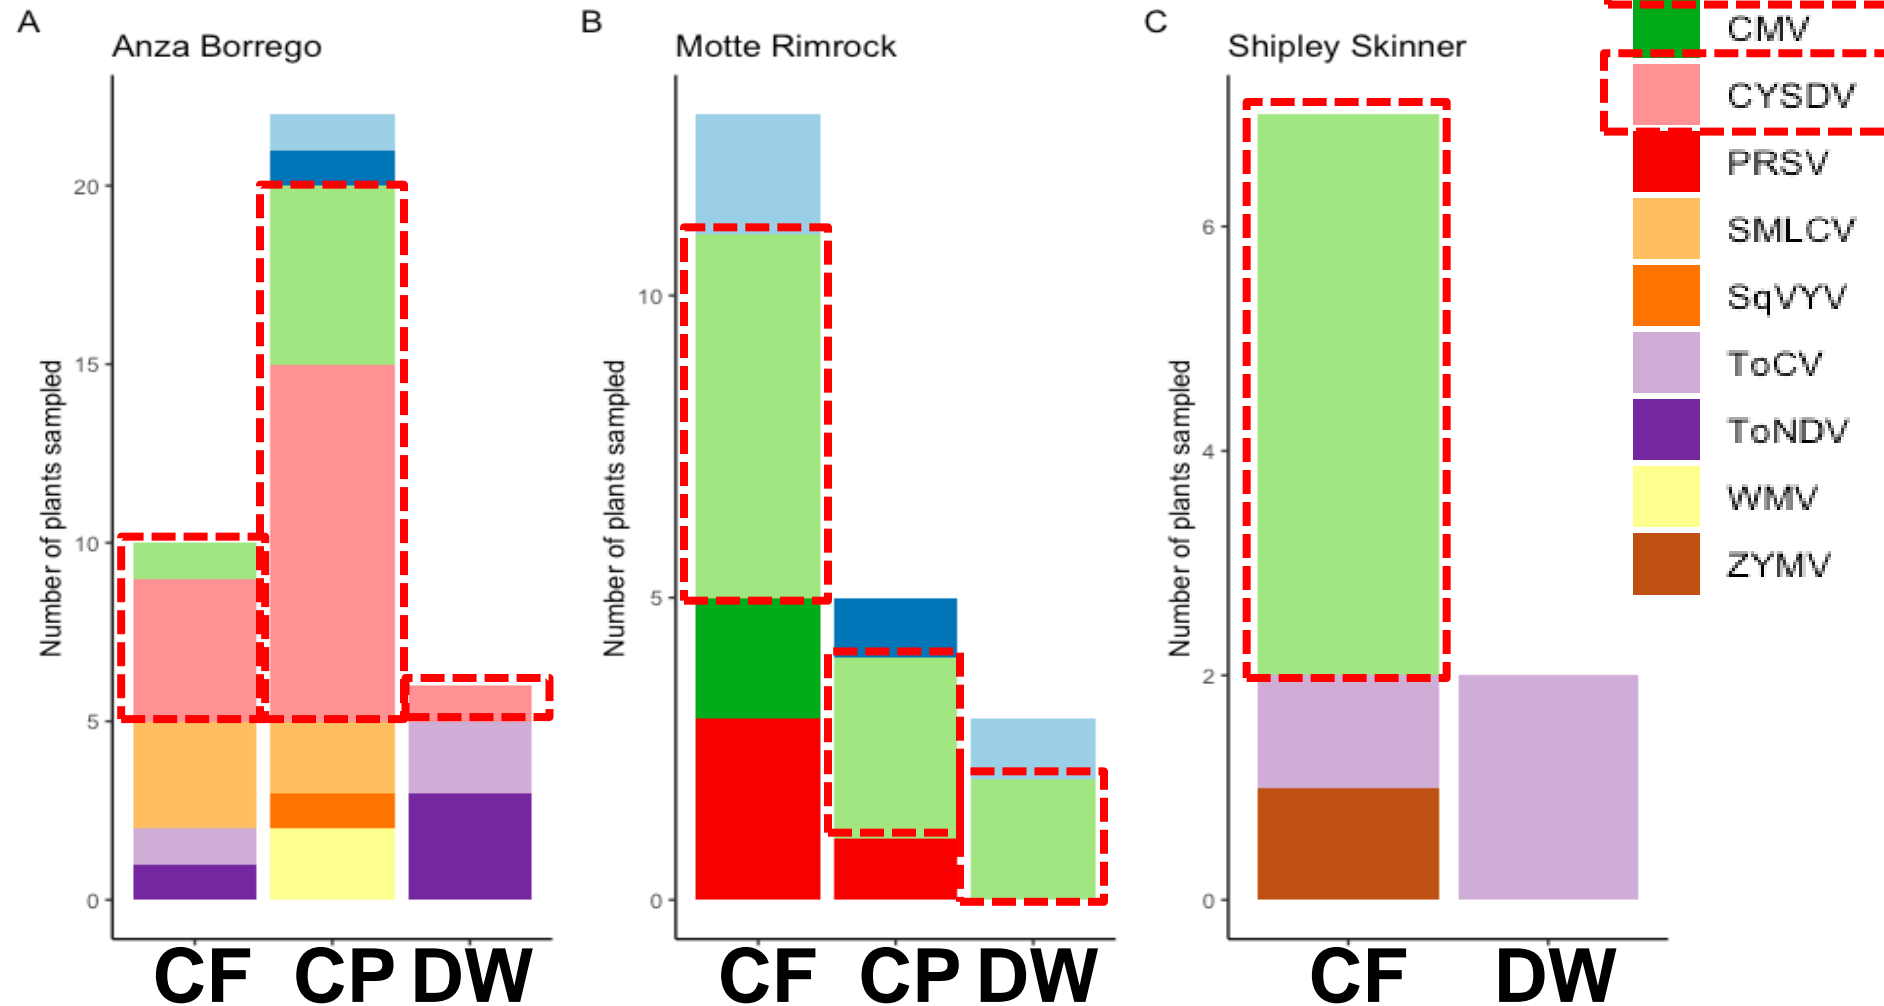 A
Anza Borrego
Number of plants sampled
20
15
10
5
0
CF CP DW
B
Motte Rimrock
Number of plants sampled
10
5
0
CF CP DW
C
Shipley Skinner
Number of plants sampled
6
4
2
0
CF DW
CMV
CYSDV
PRSV
SMLCV
SqVYV
ToCV
ToNDV
WMV
ZYMV